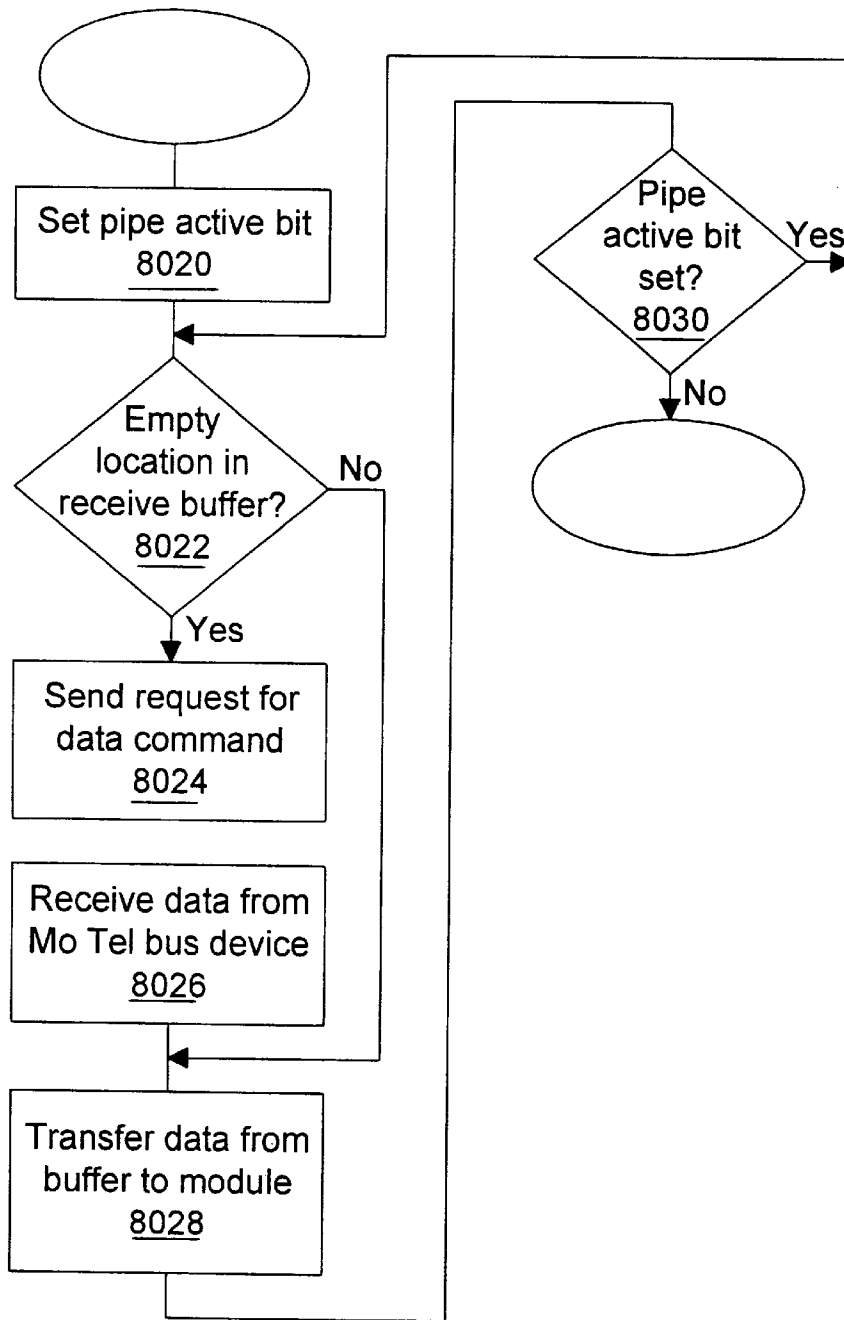 Set pipe active bit
8020
Empty
location in
receive buffer?
8022
No
Yes
Send request for
data command
8024
Receive data from
Mo Tel bus device
8026
Transfer data from
buffer to module
8028
Pipe
active bit
set?
8030
Yes
No